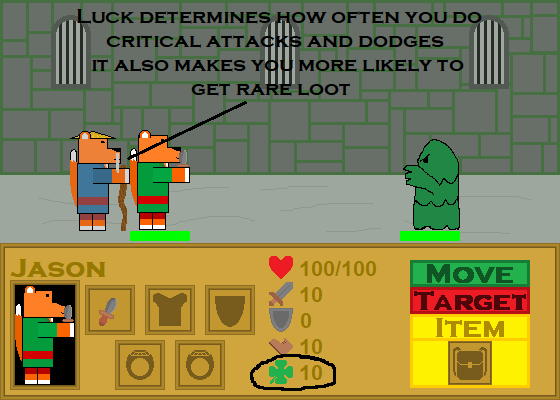 Luck determines how often you do
critical attacks and dodges
it also makes you more likely to
get rare loot
Jason
100/100
10
0
10
10
Move
Target
Item